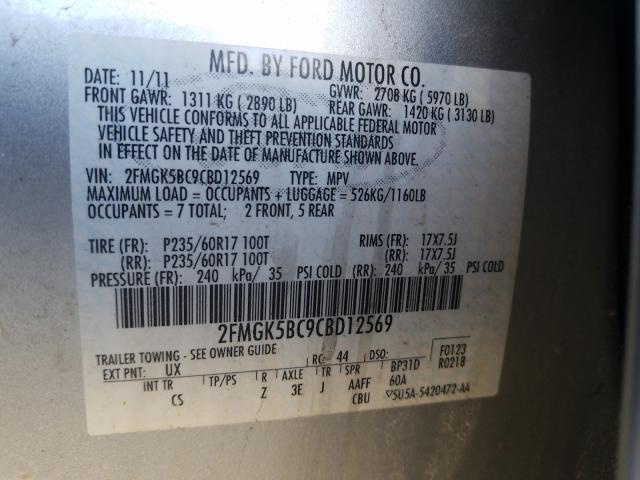 MFD. BY FORD MOTOR CO.
DATE: 11/11 GVWR: 2708 KG ( 5970 LB)
FRONT GAWR: 1311 KG ( 2890 LB) REAR GAWR: 1420 KG ( 3130 LB)
THIS VEHICLE CONFORMS TO ALL APPLICABLE FEDERAL MOTOR
VEHICLE SAFETY AND THEFT PREVENTION STANDARDS
IN EFFECT ON THE DATE OF MANUFACTURE SHOWN ABOVE.
VIN: 2FMGK5BC9CBD12569 TYPE: MPV
MAXIMUM LOAD = OCCUPANTS + LUGGAGE = 526KG/1160LB
OCCUPANTS = 7 TOTAL; 2 FRONT, 5 REAR
TIRE (FR): P235/60R17 100T RIMS (FR): 17X7.5J
(RR): P235/60R17 100T (RR): 17X7.5J
PRESSURE (FR): 240 kPa/ 35 PSI COLD (RR): 240 kPa/ 35 PSI COLD
2FMGK5BC9CBD12569
TRAILER TOWING - SEE OWNER GUIDE RC: 44 DSO: F0123
EXT PNT: UX BP31D R0218
INT TR TP/PS R AXLE TR SPR 60A
CS Z 3E J AAFF
CBU ▽5U5A-5420472-AA